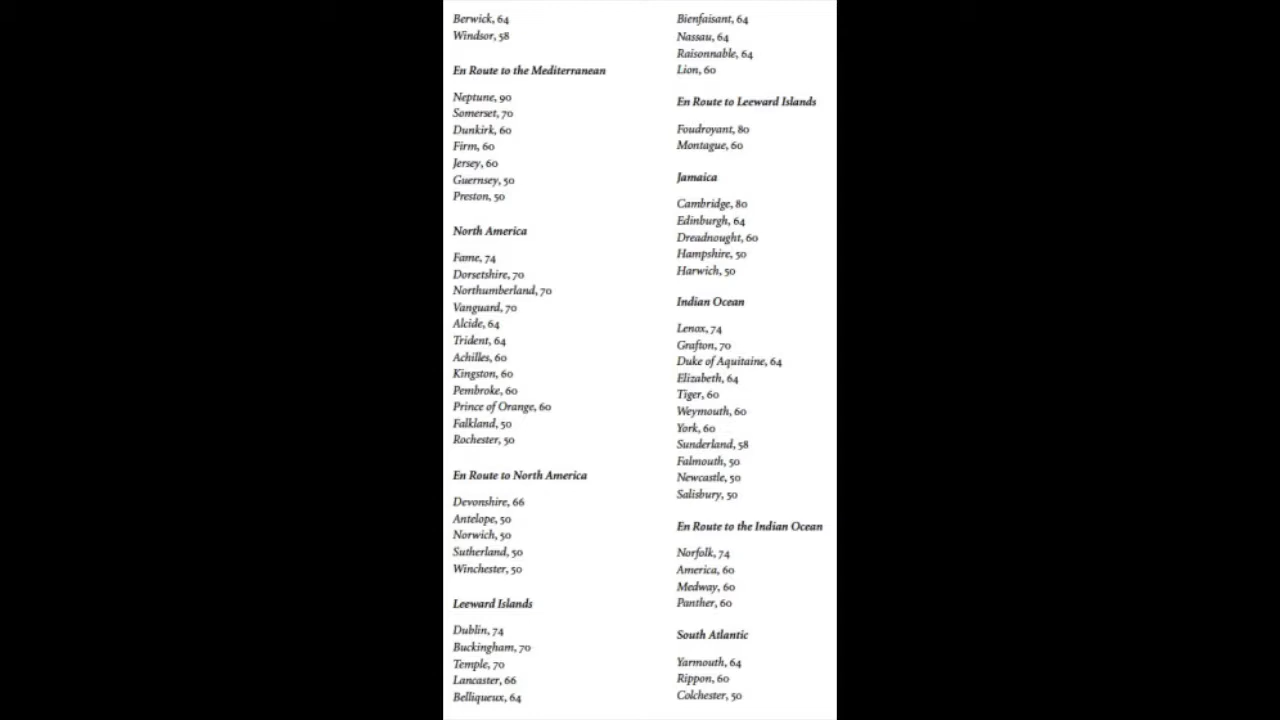 Berwick, 64
Windsor, 58
En Route to the Mediterranean
Neptune, 90
Somerset, 70
Dunkirk, 60
Firm, 60
Jersey, 60
Guernsey, 50
Preston, 50
North America
Fame, 74
Dorsetshire, 70
Northumberland, 70
Vanguard, 70
Alcide, 64
Trident, 64
Achilles, 60
Kingston, 60
Pembroke, 60
Prince of Orange, 60
Falkland, 50
Rochester, 50
En Route to North America
Devonshire, 66
Antelope, 50
Norwich, 50
Sutherland, 50
Winchester, 50
Leeward Islands
Dublin, 74
Buckingham, 70
Temple, 70
Lancaster, 66
Belliqueux, 64
Bienfaisant, 64
Nassau, 64
Raisonnable, 64
Lion, 60
En Route to Leeward Islands
Foudroyant, 80
Montague, 60
Jamaica
Cambridge, 80
Edinburgh, 64
Dreadnought, 60
Hampshire, 50
Harwich, 50
Indian Ocean
Lenox, 74
Grafton, 70
Duke of Aquitaine, 64
Elizabeth, 64
Tiger, 60
Weymouth, 60
York, 60
Sunderland, 58
Falmouth, 50
Newcastle, 50
Salisbury, 50
En Route to the Indian Ocean
Norfolk, 74
America, 60
Medway, 60
Panther, 60
South Atlantic
Yarmouth, 64
Rippon, 60
Colchester, 50